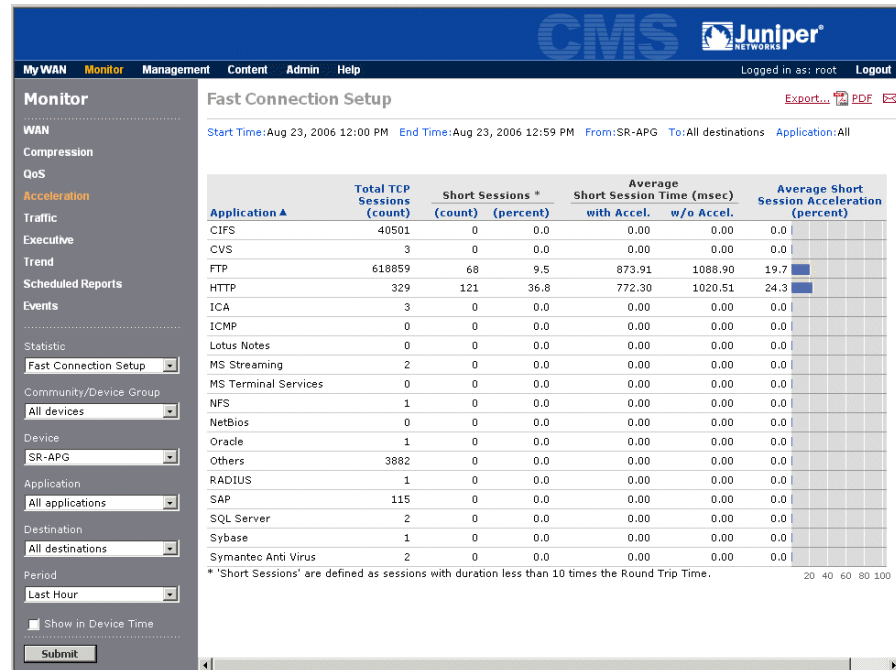 CMS
Juniper
NETWORKS
My WAN Monitor Management Content Admin Help Logged in as: root Logout
Monitor
WAN
Compression
QoS
Acceleration
Traffic
Executive
Trend
Scheduled Reports
Events
Statistic
Fast Connection Setup
Community/Device Group
All devices
Device
SR-APG
Application
All applications
Destination
All destinations
Period
Last Hour
Show in Device Time
Submit
Fast Connection Setup
Export... PDF
Start Time:Aug 23, 2006 12:00 PM End Time:Aug 23, 2006 12:59 PM From:SR-APG To:All destinations Application:All
Application Total TCP Sessions (count) Short Sessions * (count) (percent) Average Short Session Time (msec) with Accel. w/o Accel. Average Short Session Acceleration (percent)
CIFS 40501 0 0.0 0.00 0.00 0.0
CVS 3 0 0.0 0.00 0.00 0.0
FTP 618859 68 9.5 873.91 1088.90 19.7
HTTP 329 121 36.8 772.30 1020.51 24.3
ICA 3 0 0.0 0.00 0.00 0.0
ICMP 0 0 0.0 0.00 0.00 0.0
Lotus Notes 0 0 0.0 0.00 0.00 0.0
MS Streaming 2 0 0.0 0.00 0.00 0.0
MS Terminal Services 0 0 0.0 0.00 0.00 0.0
NFS 1 0 0.0 0.00 0.00 0.0
NetBios 0 0 0.0 0.00 0.00 0.0
Oracle 1 0 0.0 0.00 0.00 0.0
Others 3882 0 0.0 0.00 0.00 0.0
RADIUS 1 0 0.0 0.00 0.00 0.0
SAP 115 0 0.0 0.00 0.00 0.0
SQL Server 2 0 0.0 0.00 0.00 0.0
Sybase 1 0 0.0 0.00 0.00 0.0
Symantec Anti Virus 2 0 0.0 0.00 0.00 0.0
* 'Short Sessions' are defined as sessions with duration less than 10 times the Round Trip Time.
20 40 60 80 100